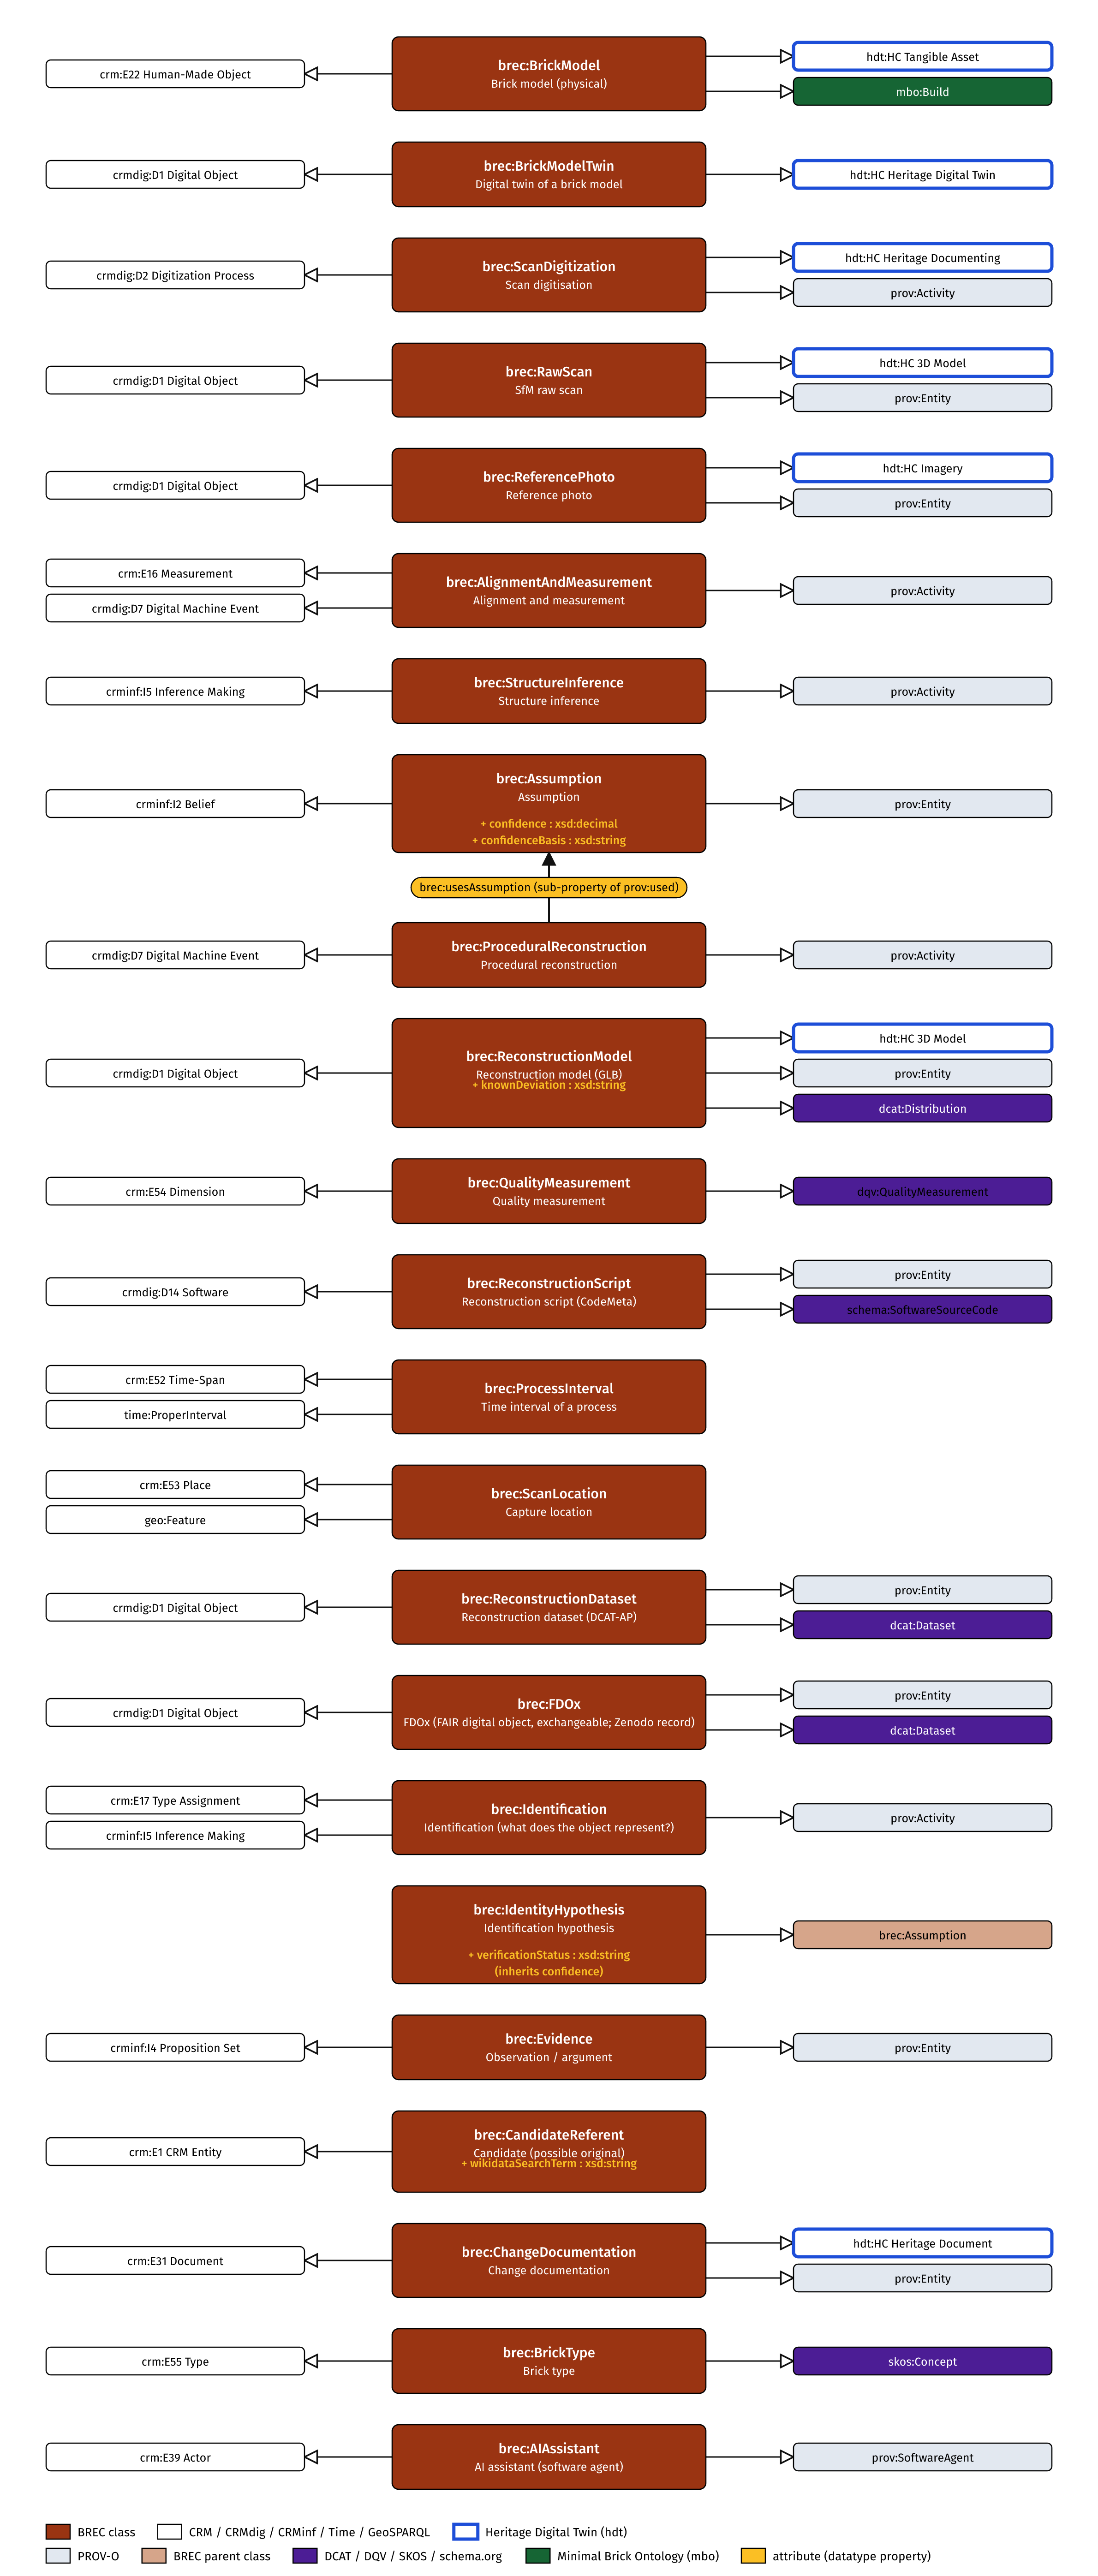 brec:BrickModel
Brick model (physical)
crm:E22 Human-Made Object
hdt:HC Tangible Asset
mbo:Build
brec:BrickModelTwin
Digital twin of a brick model
crmdig:D1 Digital Object
hdt:HC Heritage Digital Twin
brec:ScanDigitization
Scan digitisation
crmdig:D2 Digitization Process
hdt:HC Heritage Documenting
prov:Activity
brec:RawScan
SfM raw scan
crmdig:D1 Digital Object
hdt:HC 3D Model
prov:Entity
brec:ReferencePhoto
Reference photo
crmdig:D1 Digital Object
hdt:HC Imagery
prov:Entity
brec:AlignmentAndMeasurement
Alignment and measurement
crm:E16 Measurement
crmdig:D7 Digital Machine Event
prov:Activity
brec:StructureInference
Structure inference
crminf:I5 Inference Making
prov:Activity
brec:Assumption
Assumption
+ confidence : xsd:decimal
+ confidenceBasis : xsd:string
crminf:I2 Belief
prov:Entity
brec:usesAssumption (sub-property of prov:used)
brec:ProceduralReconstruction
Procedural reconstruction
crmdig:D7 Digital Machine Event
prov:Activity
brec:ReconstructionModel
Reconstruction model (GLB)
+ knownDeviation : xsd:string
crmdig:D1 Digital Object
hdt:HC 3D Model
prov:Entity
dcat:Distribution
brec:QualityMeasurement
Quality measurement
crm:E54 Dimension
dqv:QualityMeasurement
brec:ReconstructionScript
Reconstruction script (CodeMeta)
crmdig:D14 Software
prov:Entity
schema:SoftwareSourceCode
brec:ProcessInterval
Time interval of a process
crm:E52 Time-Span
time:ProperInterval
brec:ScanLocation
Capture location
crm:E53 Place
geo:Feature
brec:ReconstructionDataset
Reconstruction dataset (DCAT-AP)
crmdig:D1 Digital Object
prov:Entity
dcat:Dataset
brec:FDOx
FDOx (FAIR digital object, exchangeable; Zenodo record)
crmdig:D1 Digital Object
prov:Entity
dcat:Dataset
brec:Identification
Identification (what does the object represent?)
crm:E17 Type Assignment
crminf:I5 Inference Making
prov:Activity
brec:IdentityHypothesis
Identification hypothesis
+ verificationStatus : xsd:string
(inherits confidence)
brec:Assumption
brec:Evidence
Observation / argument
crminf:I4 Proposition Set
prov:Entity
brec:CandidateReferent
Candidate (possible original)
+ wikidataSearchTerm : xsd:string
crm:E1 CRM Entity
brec:ChangeDocumentation
Change documentation
crm:E31 Document
hdt:HC Heritage Document
prov:Entity
brec:BrickType
Brick type
crm:E55 Type
skos:Concept
brec:AIAssistant
AI assistant (software agent)
crm:E39 Actor
prov:SoftwareAgent
BREC class
CRM / CRMdig / CRMinf / Time / GeoSPARQL
Heritage Digital Twin (hdt)
PROV-O
BREC parent class
DCAT / DQV / SKOS / schema.org
Minimal Brick Ontology (mbo)
attribute (datatype property)